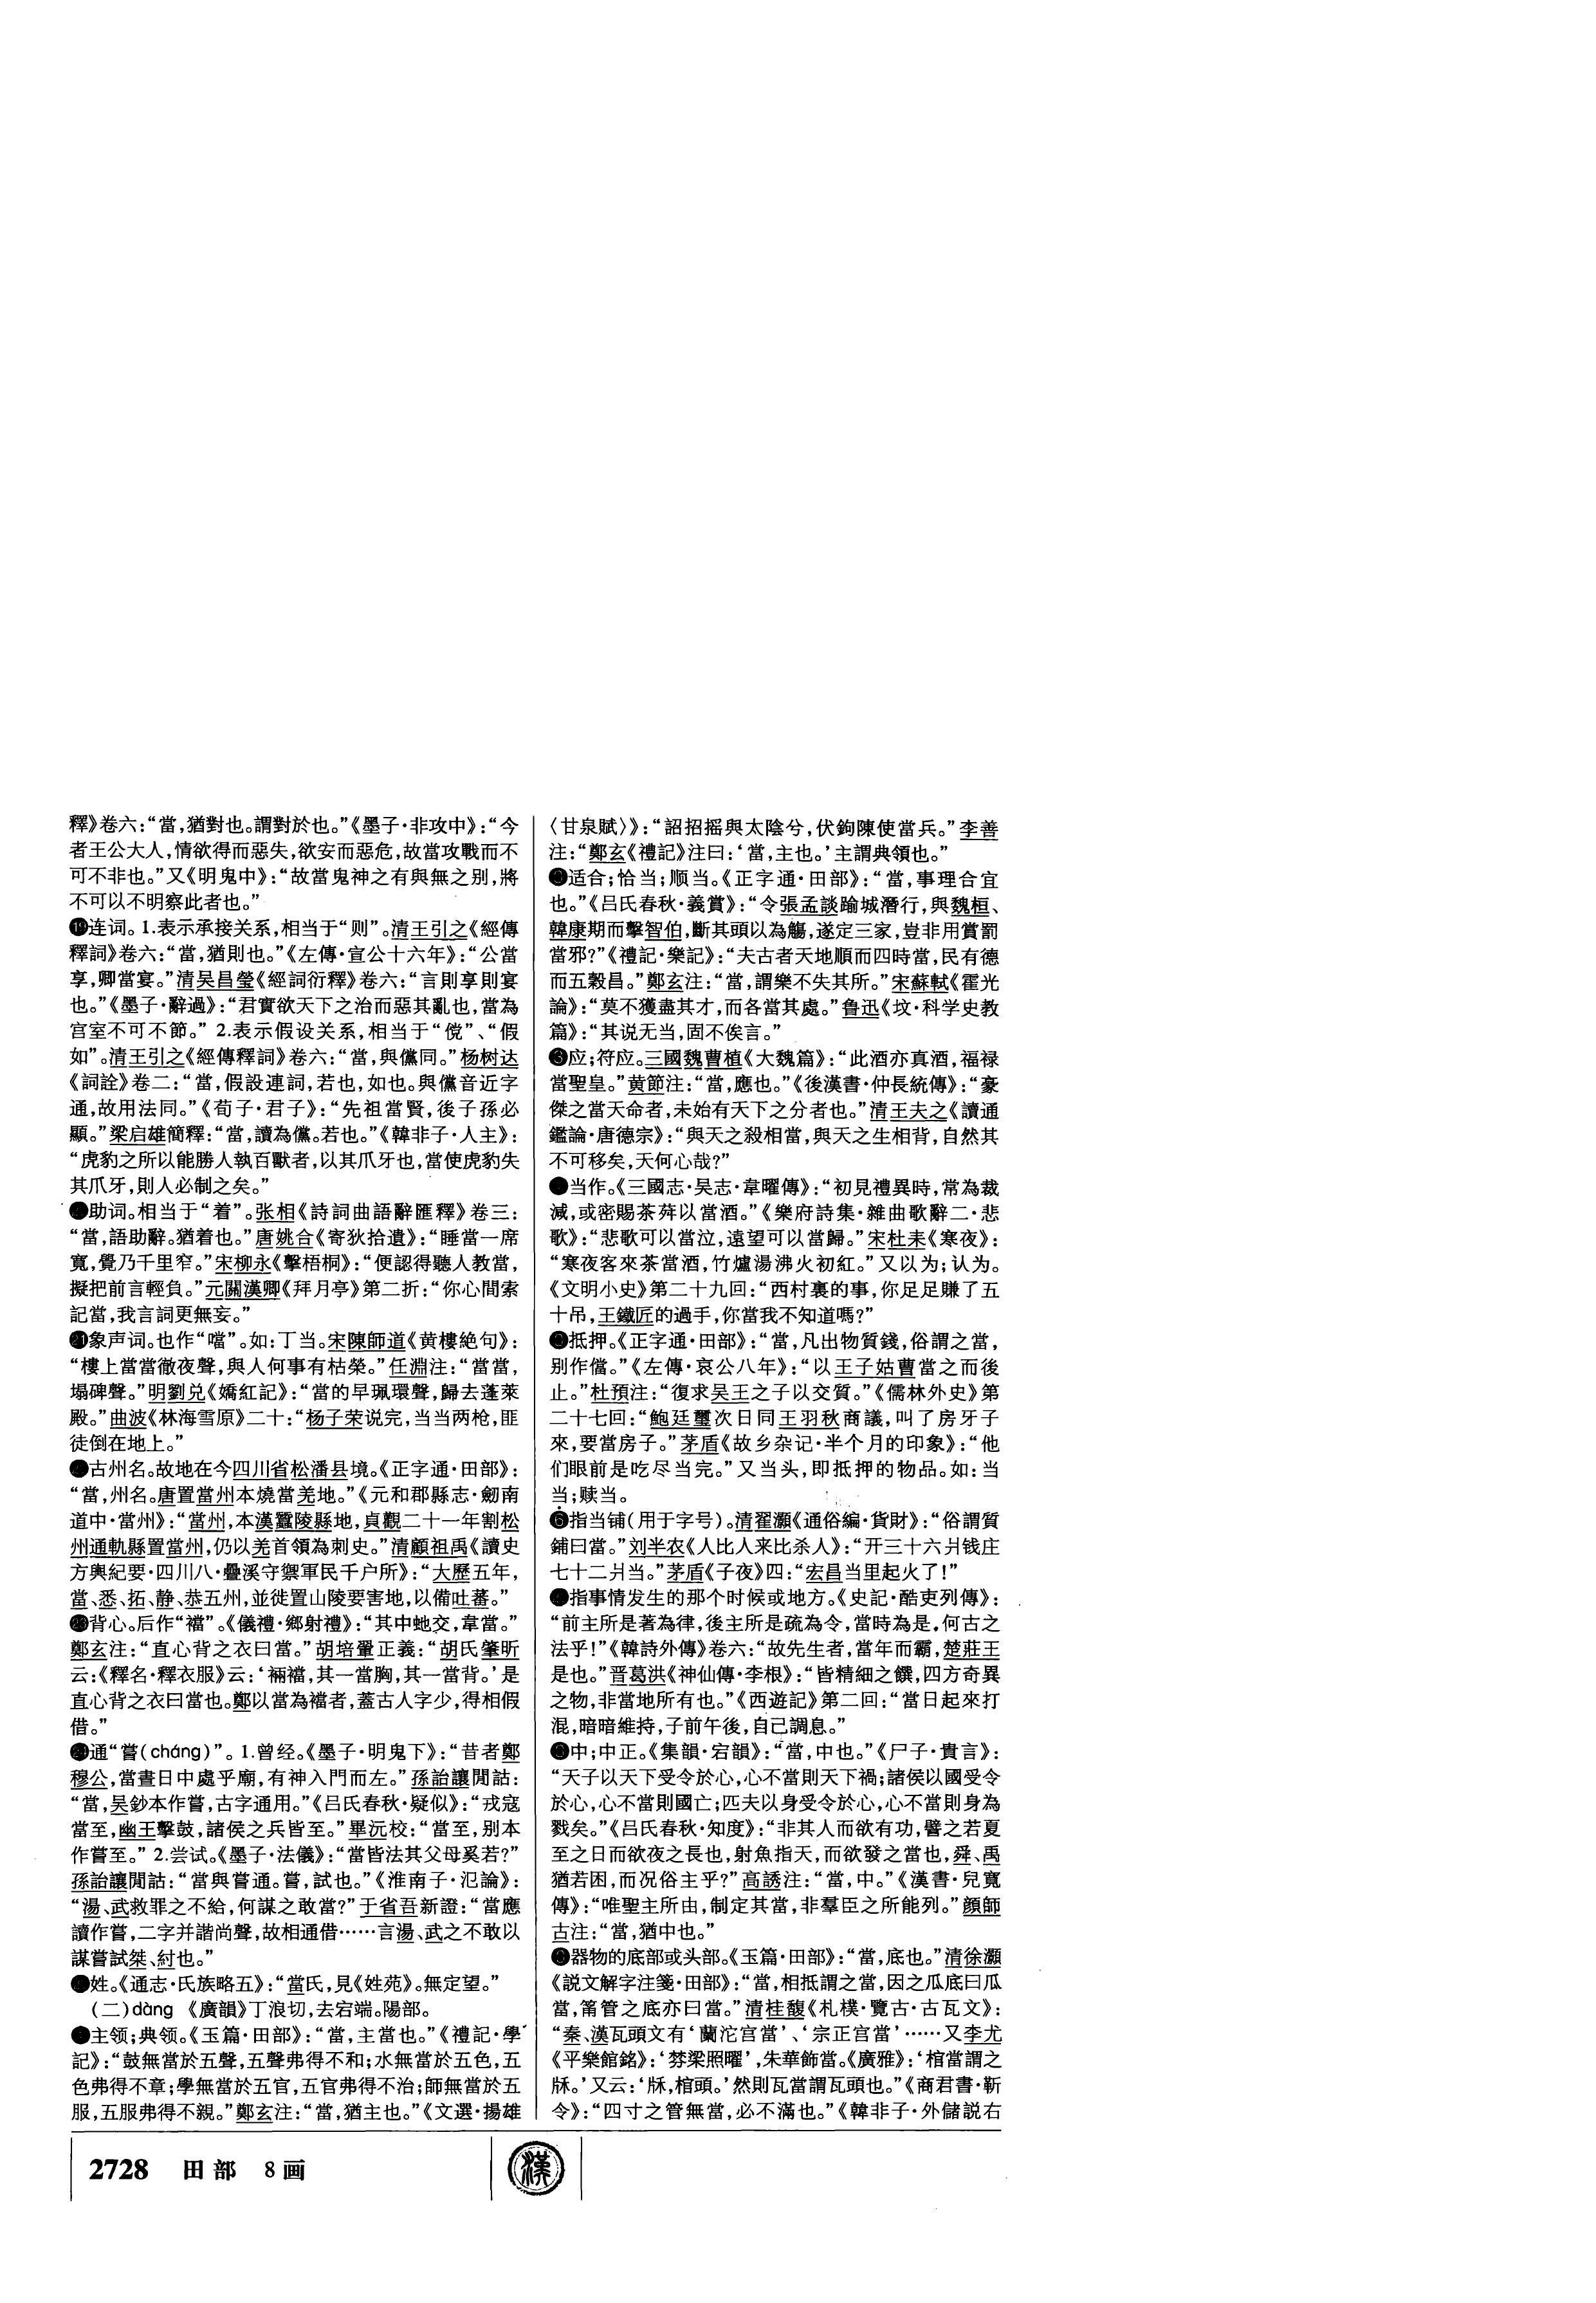 釋》卷六：“當，猶對也。謂對於也。”《墨子·非攻中》：“今
者王公大人，情欲得而惡失，欲安而惡危，故當攻戰而不
可不非也。”又《明鬼中》：“故當鬼神之有與無之别，將
不可以不明察此者也。”
⓳连词。1.表示承接关系，相当于“则”。清王引之《經傳
釋詞》卷六：“當，猶則也。”《左傳·宣公十六年》：“公當
享，卿當宴。”清吴昌瑩《經詞衍釋》卷六：“言則享則宴
也。”《墨子·辭過》：“君實欲天下之治而惡其亂也，當為
宫室不可不節。” 2.表示假设关系，相当于“傥”、“假
如”。清王引之《經傳釋詞》卷六：“當，與儻同。”杨树达
《詞詮》卷二：“當，假設連詞，若也，如也。與儻音近字
通，故用法同。”《荀子·君子》：“先祖當賢，後子孫必
顯。”梁启雄簡釋：“當，讀為儻。若也。”《韓非子·人主》：
“虎豹之所以能勝人執百獸者，以其爪牙也，當使虎豹失
其爪牙，則人必制之矣。”
⓴助词。相当于“着”。张相《詩詞曲語辭匯釋》卷三：
“當，語助辭。猶着也。”唐姚合《寄狄拾遺》：“睡當一席
寬，覺乃千里窄。”宋柳永《擊梧桐》：“便認得聽人教當，
擬把前言輕負。”元關漢卿《拜月亭》第二折：“你心間索
記當，我言詞更無妄。”
㉑象声词。也作“噹”。如：丁当。宋陳師道《黄樓絶句》：
“樓上當當徹夜聲，與人何事有枯榮。”任淵注：“當當，
塌碑聲。”明劉兑《嬌紅記》：“當的早珮環聲，歸去蓬萊
殿。”曲波《林海雪原》二十：“杨子荣说完，当当两枪，匪
徒倒在地上。”
㉒古州名。故地在今四川省松潘县境。《正字通·田部》：
“當，州名。唐置當州本燒當羌地。”《元和郡縣志·劒南
道中·當州》：“當州，本漢蠶陵縣地，貞觀二十一年割松
州通軌縣置當州，仍以羌首領為刺史。”清顧祖禹《讀史
方輿紀要·四川八·疊溪守禦軍民千户所》：“大歷五年，
當、悉、拓、静、恭五州，並徙置山陵要害地，以備吐蕃。”
㉓背心。后作“襠”。《儀禮·鄉射禮》：“其中虵交，韋當。”
鄭玄注：“直心背之衣曰當。”胡培翬正義：“胡氏肇昕
云：《釋名·釋衣服》云：‘裲襠，其一當胸，其一當背。’是
直心背之衣曰當也。鄭以當為襠者，蓋古人字少，得相假
借。”
㉔通“嘗(cháng)”。1.曾经。《墨子·明鬼下》：“昔者鄭
穆公，當晝日中處乎廟，有神入門而左。”孫詒讓閒詁：
“當，吴鈔本作嘗，古字通用。”《吕氏春秋·疑似》：“戎寇
當至，幽王擊鼓，諸侯之兵皆至。”畢沅校：“當至，别本
作嘗至。” 2.尝试。《墨子·法儀》：“當皆法其父母奚若？”
孫詒讓閒詁：“當與嘗通。嘗，試也。”《淮南子·氾論》：
“湯、武救罪之不給，何謀之敢當？”于省吾新證：“當應
讀作嘗，二字并諧尚聲，故相通借……言湯、武之不敢以
謀嘗試桀、紂也。”
㉕姓。《通志·氏族略五》：“當氏，見《姓苑》。無定望。”
（二）dàng 《廣韻》丁浪切，去宕端。陽部。
❶主领；典领。《玉篇·田部》：“當，主當也。”《禮記·學
記》：“鼓無當於五聲，五聲弗得不和；水無當於五色，五
色弗得不章；學無當於五官，五官弗得不治；師無當於五
服，五服弗得不親。”鄭玄注：“當，猶主也。”《文選·揚雄
〈甘泉賦〉》：“詔招摇與太陰兮，伏鉤陳使當兵。”李善
注：“鄭玄《禮記》注曰：‘當，主也。’主謂典領也。”
❷适合；恰当；顺当。《正字通·田部》：“當，事理合宜
也。”《吕氏春秋·義賞》：“令張孟談踰城潛行，與魏桓、
韓康期而擊智伯，斷其頭以為觴，遂定三家，豈非用賞罰
當邪？”《禮記·樂記》：“夫古者天地順而四時當，民有德
而五穀昌。”鄭玄注：“當，謂樂不失其所。”宋蘇軾《霍光
論》：“莫不獲盡其才，而各當其處。”鲁迅《坟·科学史教
篇》：“其说无当，固不俟言。”
❸应；符应。三國魏曹植《大魏篇》：“此酒亦真酒，福禄
當聖皇。”黄節注：“當，應也。”《後漢書·仲長統傳》：“豪
傑之當天命者，未始有天下之分者也。”清王夫之《讀通
鑑論·唐德宗》：“與天之殺相當，與天之生相背，自然其
不可移矣，天何心哉？”
❹当作。《三國志·吴志·韋曜傳》：“初見禮異時，常為裁
減，或密賜茶荈以當酒。”《樂府詩集·雜曲歌辭二·悲
歌》：“悲歌可以當泣，遠望可以當歸。”宋杜耒《寒夜》：
“寒夜客來茶當酒，竹爐湯沸火初紅。”又以为；认为。
《文明小史》第二十九回：“西村裏的事，你足足賺了五
十吊，王鐵匠的過手，你當我不知道嗎？”
❺抵押。《正字通·田部》：“當，凡出物質錢，俗謂之當，
别作儅。”《左傳·哀公八年》：“以王子姑曹當之而後
止。”杜預注：“復求吴王之子以交質。”《儒林外史》第
二十七回：“鮑廷璽次日同王羽秋商議，叫了房牙子
來，要當房子。”茅盾《故乡杂记·半个月的印象》：“他
们眼前是吃尽当完。”又当头，即抵押的物品。如：当
当；赎当。
❻指当铺（用于字号）。清翟灝《通俗編·貨財》：“俗謂質
鋪曰當。”刘半农《人比人来比杀人》：“开三十六爿钱庄
七十二爿当。”茅盾《子夜》四：“宏昌当里起火了！”
❼指事情发生的那个时候或地方。《史記·酷吏列傳》：
“前主所是著為律，後主所是疏為令，當時為是，何古之
法乎！”《韓詩外傳》卷六：“故先生者，當年而霸，楚莊王
是也。”晋葛洪《神仙傳·李根》：“皆精細之饌，四方奇異
之物，非當地所有也。”《西遊記》第二回：“當日起來打
混，暗暗維持，子前午後，自己調息。”
❽中；中正。《集韻·宕韻》：“當，中也。”《尸子·貴言》：
“天子以天下受令於心，心不當則天下禍；諸侯以國受令
於心，心不當則國亡；匹夫以身受令於心，心不當則身為
戮矣。”《吕氏春秋·知度》：“非其人而欲有功，譬之若夏
至之日而欲夜之長也，射魚指天，而欲發之當也，舜、禹
猶若困，而况俗主乎？”高誘注：“當，中。”《漢書·兒寬
傳》：“唯聖主所由，制定其當，非羣臣之所能列。”顔師
古注：“當，猶中也。”
❾器物的底部或头部。《玉篇·田部》：“當，底也。”清徐灝
《説文解字注箋·田部》：“當，相抵謂之當，因之瓜底曰瓜
當，筩管之底亦曰當。”清桂馥《札樸·覽古·古瓦文》：
“秦、漢瓦頭文有‘蘭沱宫當’、‘宗正宫當’……又李尤
《平樂館銘》：‘棼梁照曜’，朱華飾當。《廣雅》：‘棺當謂之
𣍕。’又云：‘𣍕，棺頭。’然則瓦當謂瓦頭也。”《商君書·靳
令》：“四寸之管無當，必不滿也。”《韓非子·外儲説右
2728 田部 8画
漢